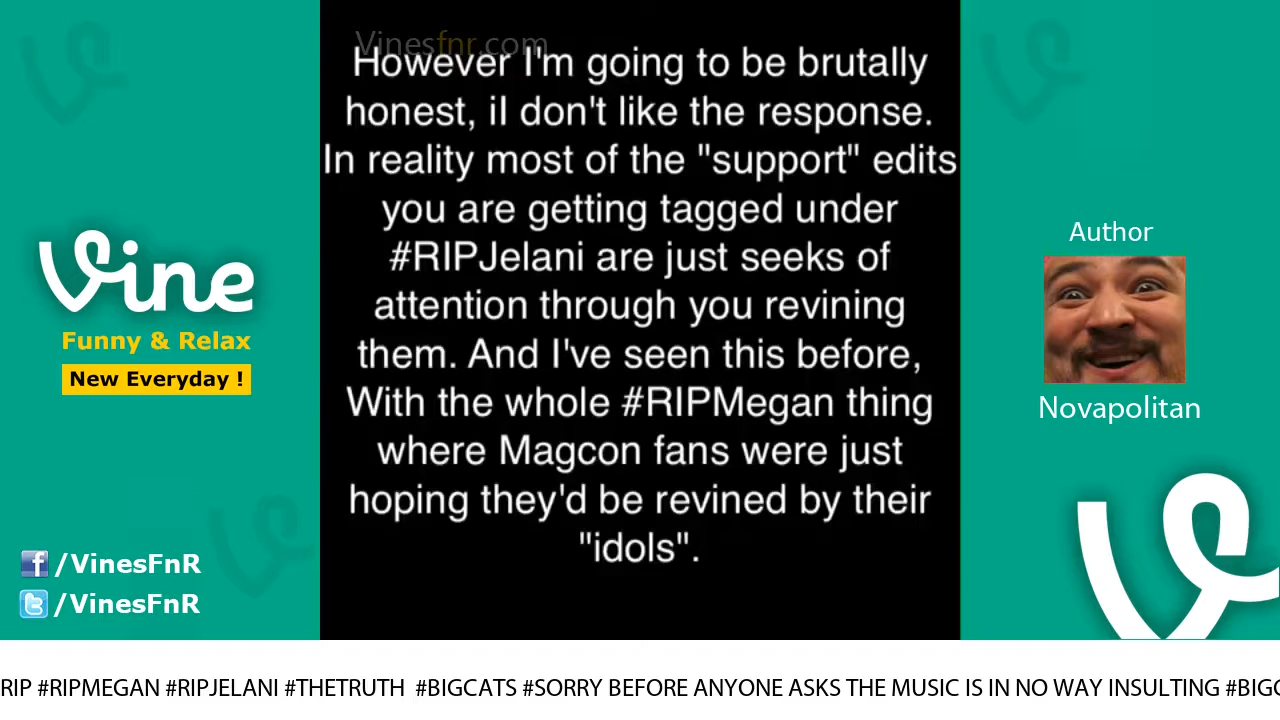 Vinesfnr.com
However I'm going to be brutally
honest, iI don't like the response.
In reality most of the "support" edits
you are getting tagged under
#RIPJelani are just seeks of
attention through you revining
them. And I've seen this before,
With the whole #RIPMegan thing
where Magcon fans were just
hoping they'd be revined by their
"idols".
Vine
Funny & Relax
New Everyday !
f /VinesFnR
t /VinesFnR
Author
Novapolitan
RIP #RIPMEGAN #RIPJELANI #THETRUTH #BIGCATS #SORRY BEFORE ANYONE ASKS THE MUSIC IS IN NO WAY INSULTING #BIGC